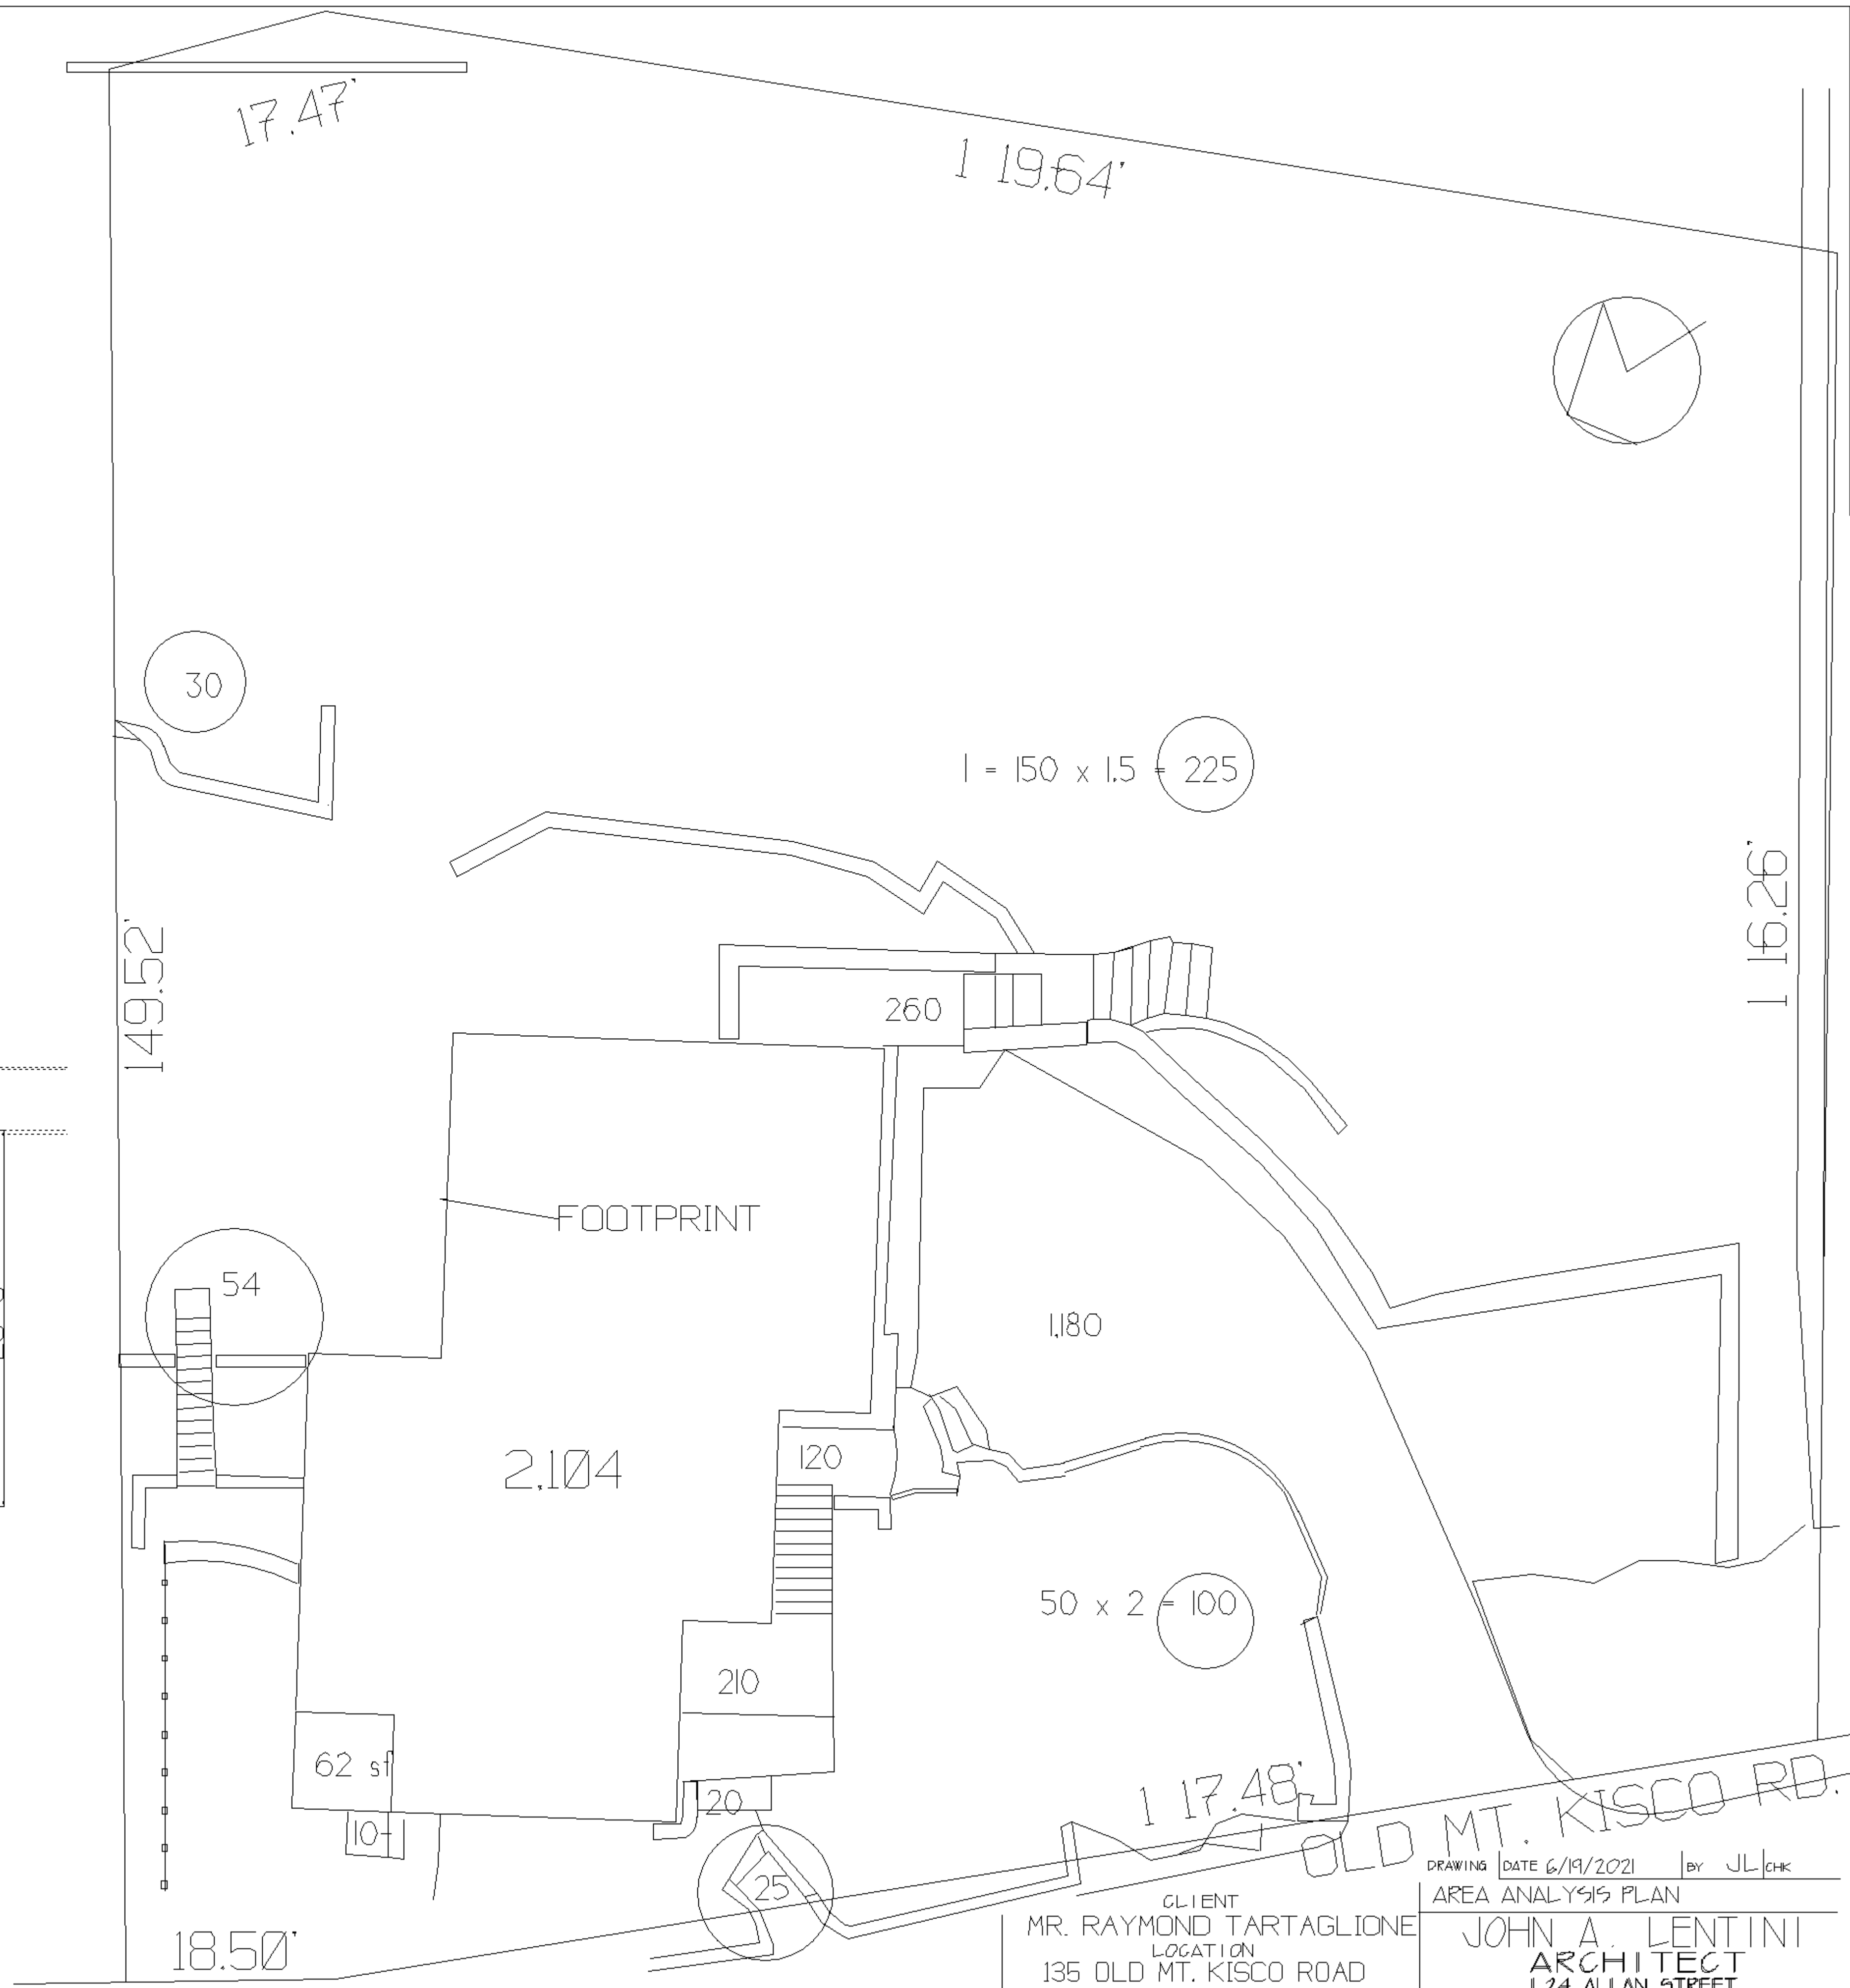 17.47'
1 19.64'
30
1 = 150 x 1.5 = 225
149.52'
1 16.26'
260
FOOTPRINT
54
1,180
2,104
120
50 x 2 = 100
210
62 sf
20
10
25
1 17.48'
OLD MT. KISCO RD.
18.50'
DRAWING DATE 6/19/2021 BY JL CHK
AREA ANALYSIS PLAN
CLIENT
MR. RAYMOND TARTAGLIONE
LOCATION
135 OLD MT. KISCO ROAD
JOHN A. LENTINI
ARCHITECT
124 ALLAN STREET